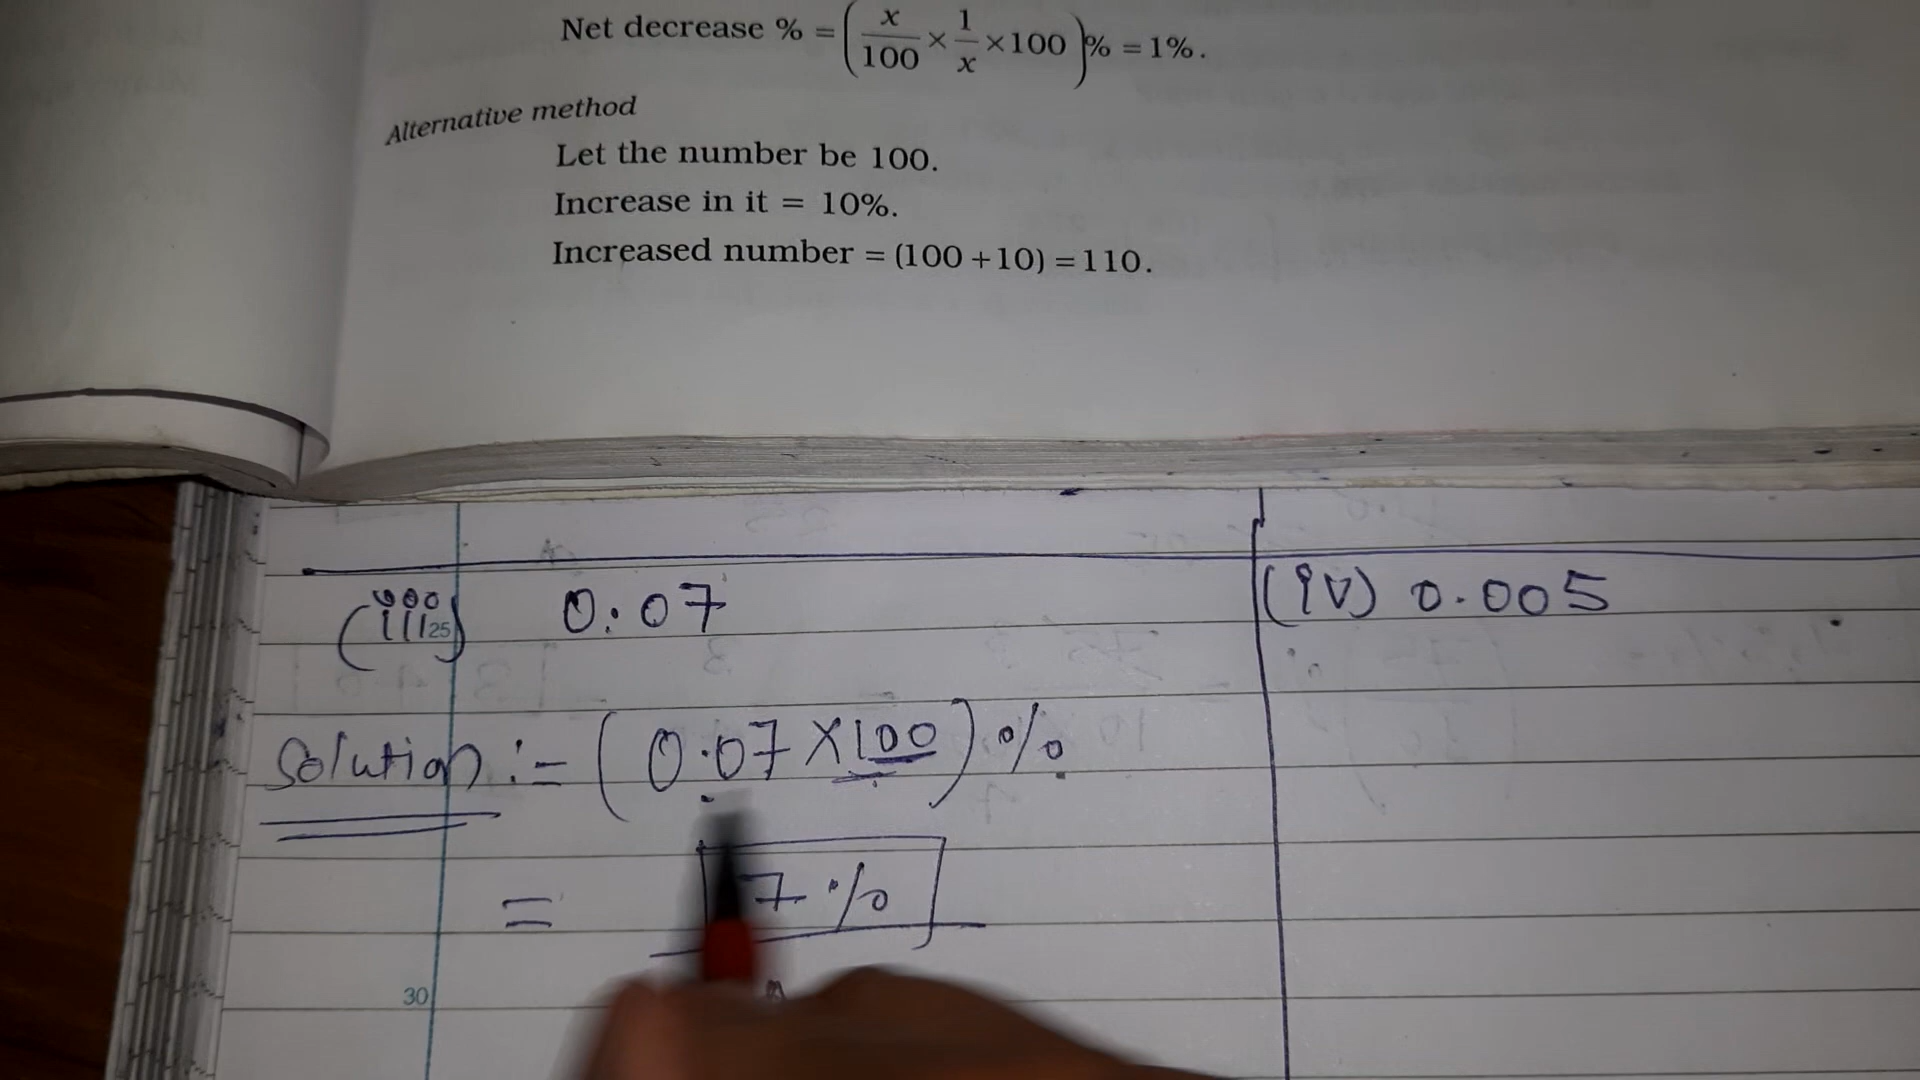 Net decrease % = (x/100 × 1/x ×100)% = 1%.
Alternative method
Let the number be 100.
Increase in it = 10%.
Increased number = (100 +10) = 110.
(iii) 0.07
25
(iv) 0.005
Solution := (0.07 × 100) %
= 7 %
30